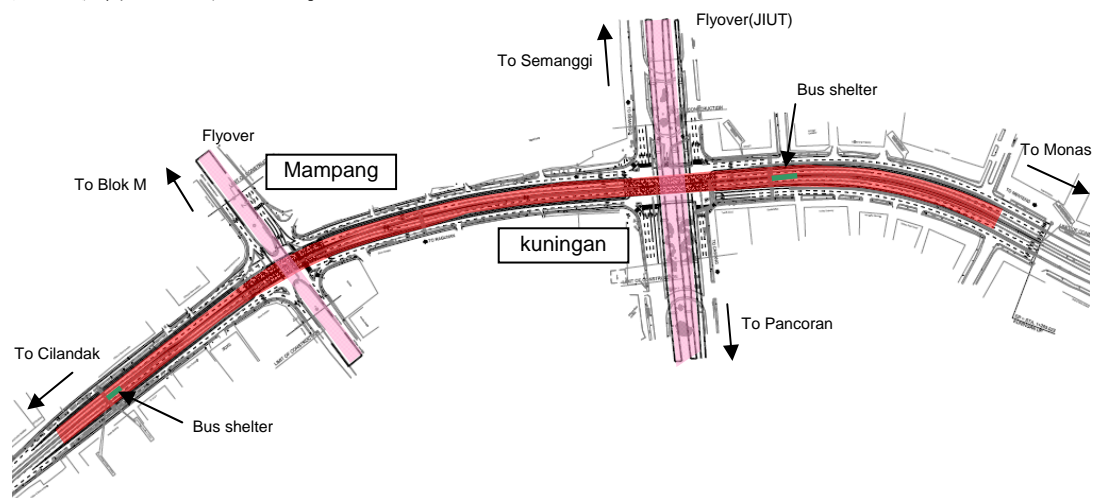 Flyover(JIUT)
To Semanggi
Bus shelter
Flyover
To Monas
Mampang
To Blok M
kuningan
To Pancoran
To Cilandak
Bus shelter